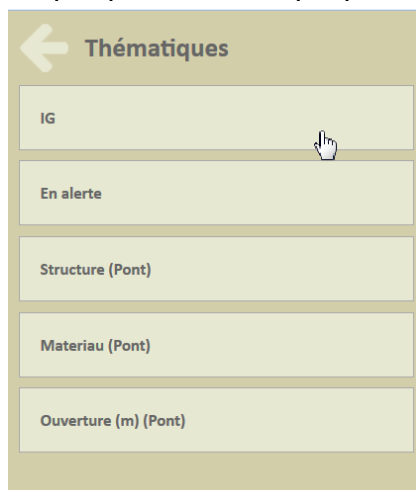 Thématiques
IG
En alerte
Structure (Pont)
Materiau (Pont)
Ouverture (m) (Pont)